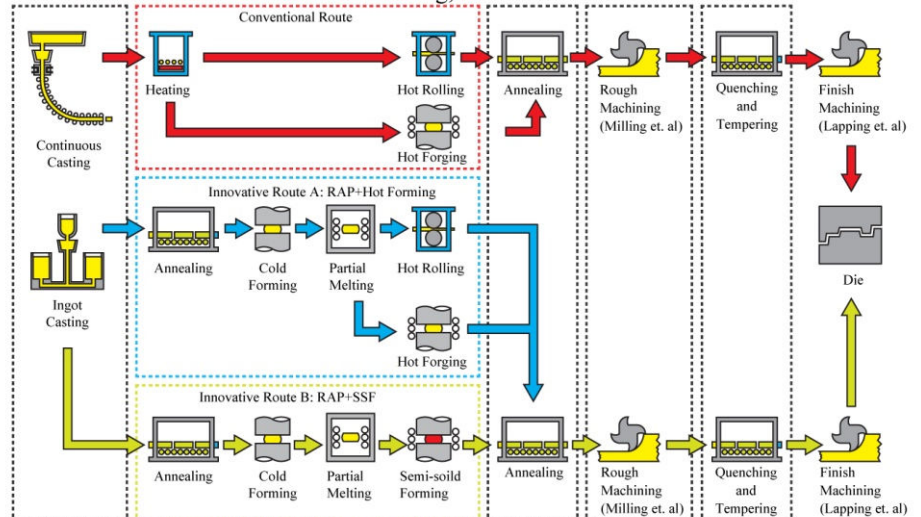 Conventional Route
Continuous
Casting
Heating
Hot Rolling
Hot Forging
Annealing
Rough
Machining
(Milling et. al)
Quenching
and
Tempering
Finish
Machining
(Lapping et. al)
Innovative Route A: RAP+Hot Forming
Ingot
Casting
Annealing
Cold
Forming
Partial
Melting
Hot Rolling
Hot Forging
Die
Innovative Route B: RAP+SSF
Annealing
Cold
Forming
Partial
Melting
Semi-soild
Forming
Annealing
Rough
Machining
(Milling et. al)
Quenching
and
Tempering
Finish
Machining
(Lapping et. al)